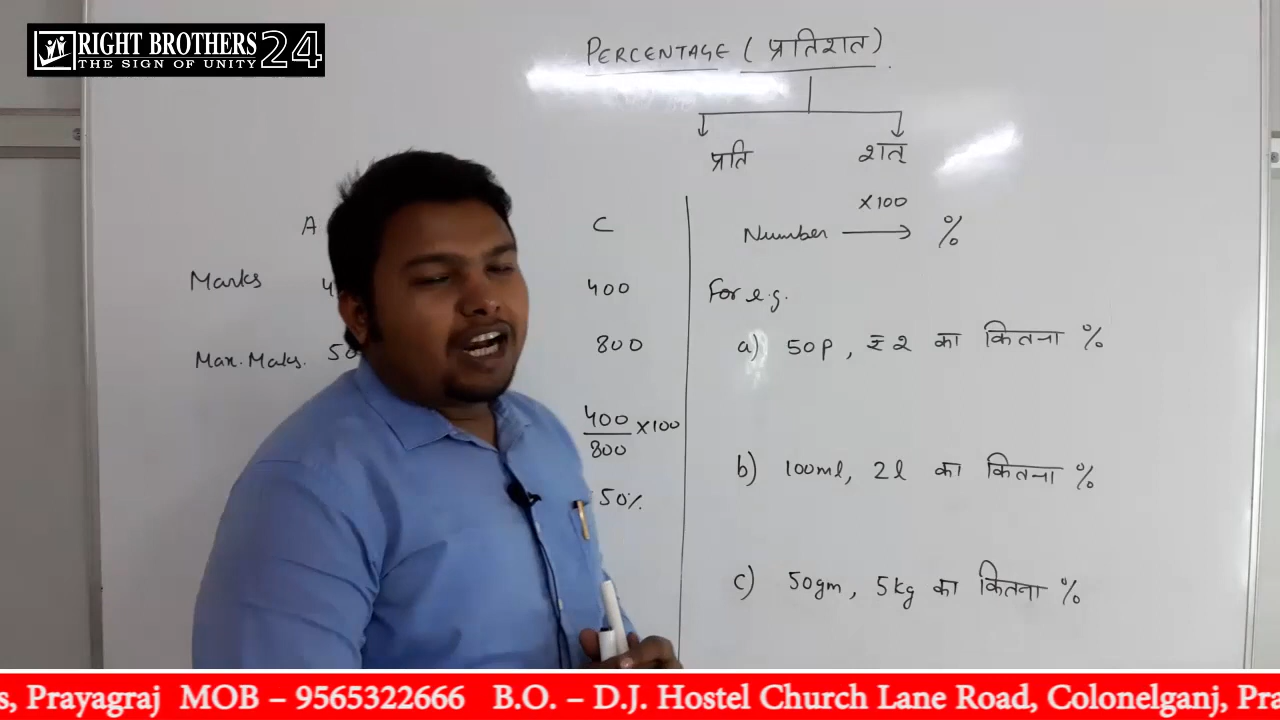 RIGHT BROTHERS 24
THE SIGN OF UNITY
PERCENTAGE (प्रतिशत)
प्रति शत्
A C
Marks 400
Max. Maks. 800
400/800 ×100
50%
×100
Number → %
For e.g.
a) 50p, ₹2 का कितना %
b) 100ml, 2l का कितना %
c) 50gm, 5kg का कितना %
Prayagraj MOB – 9565322666 B.O. – D.J. Hostel Church Lane Road, Colonelganj,